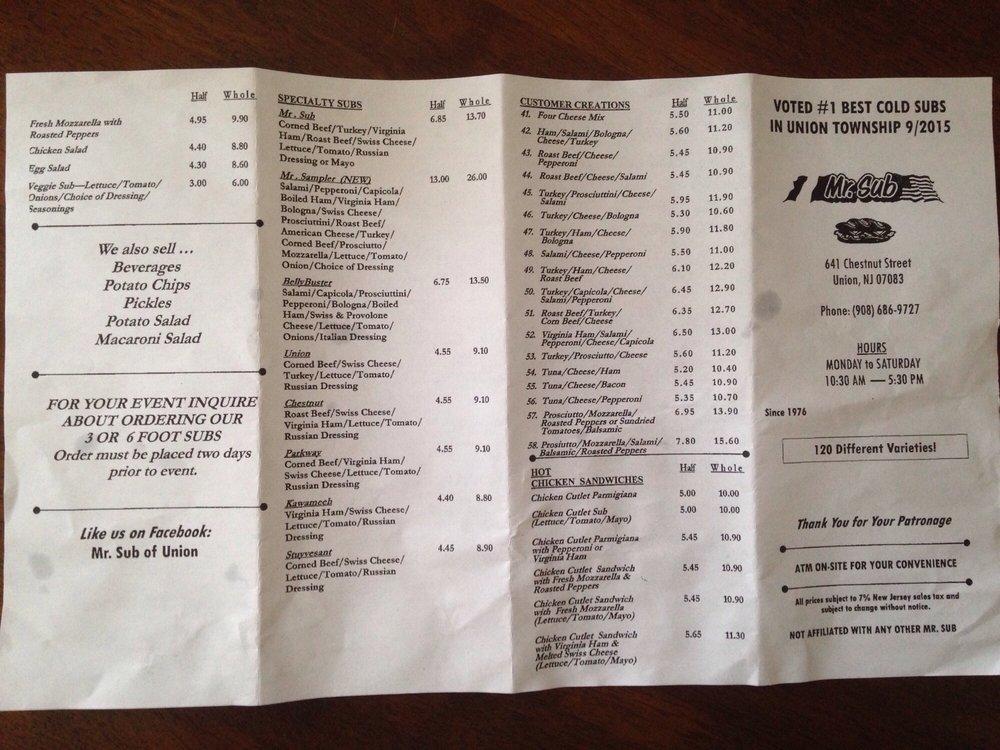 Half Whole
Fresh Mozzarella with 4.95 9.90
Roasted Peppers
Chicken Salad 4.40 8.80
Egg Salad 4.30 8.60
Veggie Sub—Lettuce/Tomato/ 3.00 6.00
Onions/Choice of Dressing/
Seasonings
We also sell ...
Beverages
Potato Chips
Pickles
Potato Salad
Macaroni Salad
FOR YOUR EVENT INQUIRE
ABOUT ORDERING OUR
3 OR 6 FOOT SUBS
Order must be placed two days
prior to event.
Like us on Facebook:
Mr. Sub of Union
SPECIALTY SUBS Half Whole
Mr. Sub 6.85 13.70
Corned Beef/Turkey/Virginia
Ham/Roast Beef/Swiss Cheese/
Lettuce/Tomato/Russian
Dressing or Mayo
Mr. Sampler (NEW) 13.00 26.00
Salami/Pepperoni/Capicola/
Boiled Ham/Virginia Ham/
Bologna/Swiss Cheese/
Prosciuttini/Roast Beef/
American Cheese/Turkey/
Corned Beef/Prosciutto/
Mozzarella/Lettuce/Tomato/
Onion/Choice of Dressing
BellyBuster 6.75 13.50
Salami/Capicola/Prosciuttini/
Pepperoni/Bologna/Boiled
Ham/Swiss & Provolone
Cheese/Lettuce/Tomato/
Onions/Italian Dressing
Union 4.55 9.10
Corned Beef/Swiss Cheese/
Turkey/Lettuce/Tomato/
Russian Dressing
Chestnut 4.55 9.10
Roast Beef/Swiss Cheese/
Virginia Ham/Lettuce/Tomato/
Russian Dressing
Parkway 4.55 9.10
Corned Beef/Virginia Ham/
Swiss Cheese/Lettuce/Tomato/
Russian Dressing
Kawameeh 4.40 8.80
Virginia Ham/Swiss Cheese/
Lettuce/Tomato/Russian
Dressing
Stuyvesant 4.45 8.90
Corned Beef/Swiss Cheese/
Lettuce/Tomato/Russian
Dressing
CUSTOMER CREATIONS Half Whole
41. Four Cheese Mix 5.50 11.00
42. Ham/Salami/Bologna/ 5.60 11.20
Cheese/Turkey
43. Roast Beef/Cheese/ 5.45 10.90
Pepperoni
44. Roast Beef/Cheese/Salami 5.45 10.90
45. Turkey/Prosciuttini/Cheese/
Salami 5.95 11.90
46. Turkey/Cheese/Bologna 5.30 10.60
47. Turkey/Ham/Cheese/ 5.90 11.80
Bologna
48. Salami/Cheese/Pepperoni 5.50 11.00
49. Turkey/Ham/Cheese/ 6.10 12.20
Roast Beef
50. Turkey/Capicola/Cheese/ 6.45 12.90
Salami/Pepperoni
51. Roast Beef/Turkey/ 6.35 12.70
Corn Beef/Cheese
52. Virginia Ham/Salami/ 6.50 13.00
Pepperoni/Cheese/Capicola
53. Turkey/Prosciutto/Cheese 5.60 11.20
54. Tuna/Cheese/Ham 5.20 10.40
55. Tuna/Cheese/Bacon 5.45 10.90
56. Tuna/Cheese/Pepperoni 5.35 10.70
57. Prosciutto/Mozzarella/ 6.95 13.90
Roasted Peppers or Sundried
Tomatoes/Balsamic
58. Prosiutto/Mozzarella/Salami/ 7.80 15.60
Balsamic/Roasted Peppers
HOT Half Whole
CHICKEN SANDWICHES
Chicken Cutlet Parmigiana 5.00 10.00
Chicken Cutlet Sub 5.00 10.00
(Lettuce/Tomato/Mayo)
Chicken Cutlet Parmigiana 5.45 10.90
with Pepperoni or
Virginia Ham
Chicken Cutlet Sandwich 5.45 10.90
with Fresh Mozzarella &
Roasted Peppers
Chicken Cutlet Sandwich 5.45 10.90
with Fresh Mozzarella
(Lettuce/Tomato/Mayo)
Chicken Cutlet Sandwich 5.65 11.30
with Virginia Ham &
Melted Swiss Cheese
(Lettuce/Tomato/Mayo)
VOTED #1 BEST COLD SUBS
IN UNION TOWNSHIP 9/2015
Mr. Sub
641 Chestnut Street
Union, NJ 07083
Phone: (908) 686-9727
HOURS
MONDAY to SATURDAY
10:30 AM — 5:30 PM
Since 1976
120 Different Varieties!
Thank You for Your Patronage
ATM ON-SITE FOR YOUR CONVENIENCE
All prices subject to 7% New Jersey sales tax and
subject to change without notice.
NOT AFFILIATED WITH ANY OTHER MR. SUB